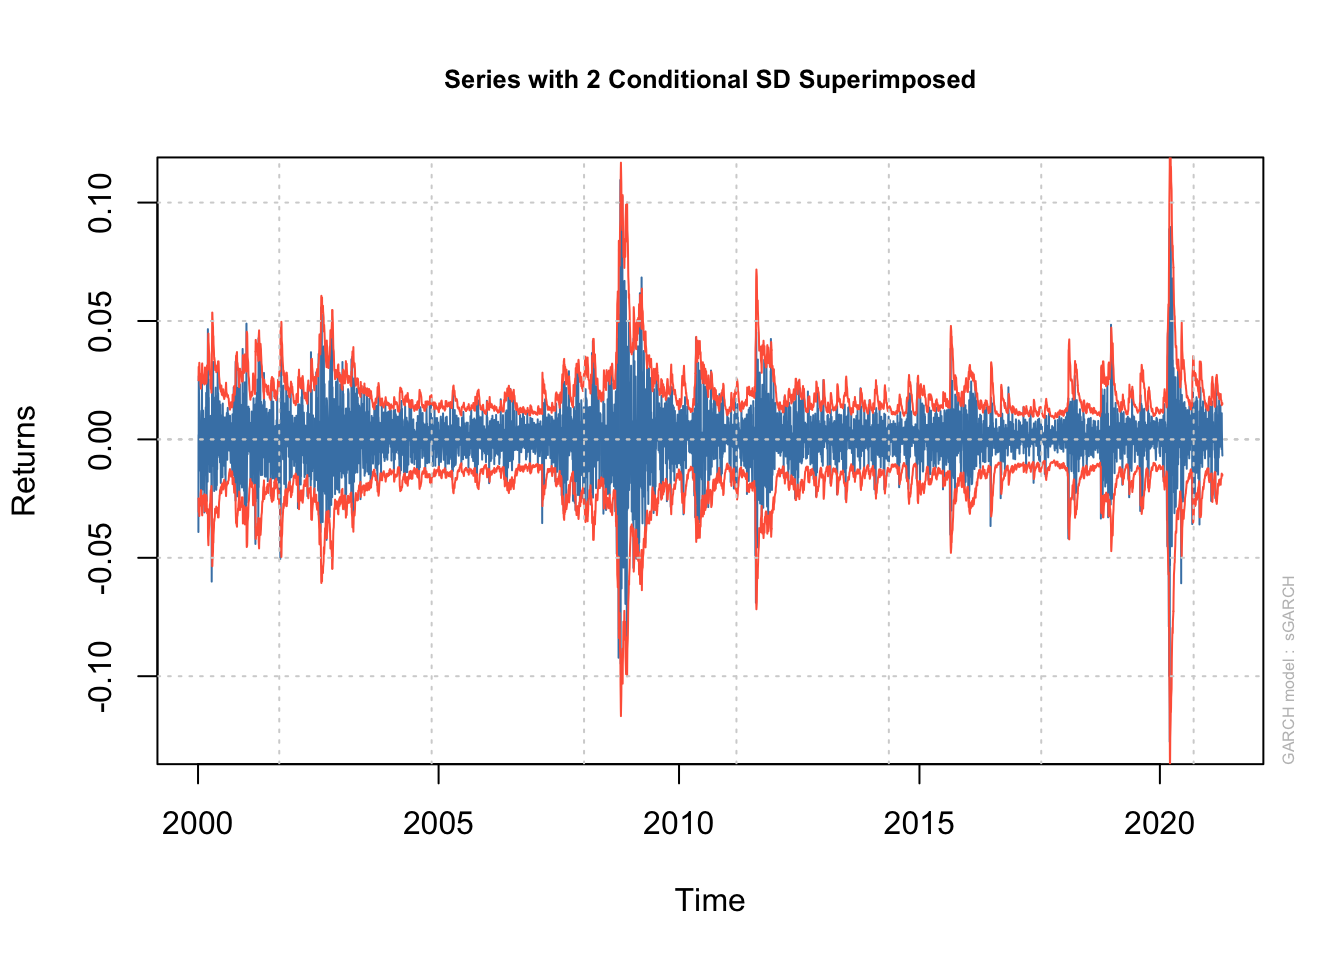 Series with 2 Conditional SD Superimposed
0.10
0.05
0.00
-0.05
-0.10
Returns
2000 2005 2010 2015 2020
Time
GARCH model : sGARCH